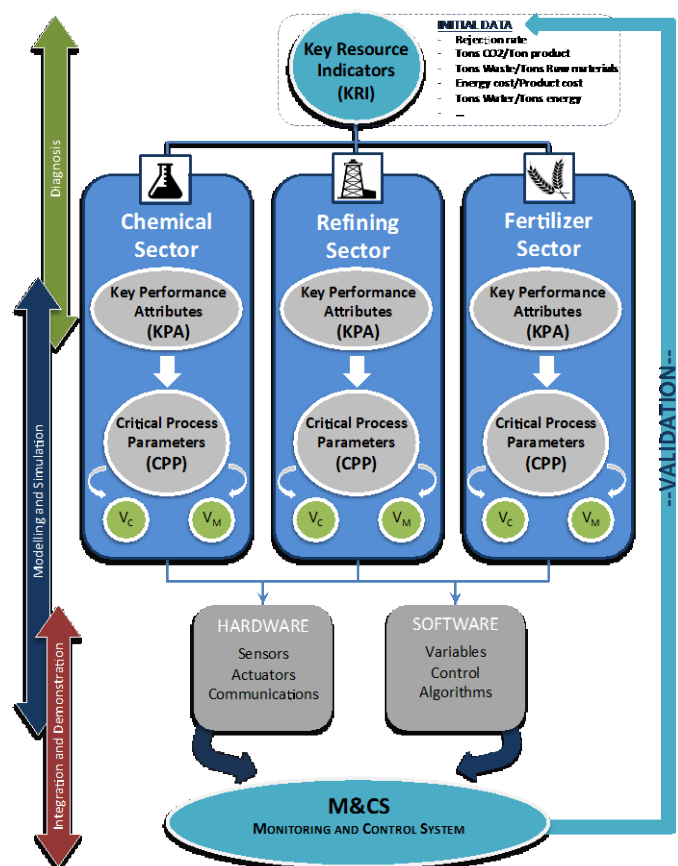 Key Resource
Indicators
(KRI)
INITIAL DATA
- Rejection rate
- Tons CO2/Ton product
- Tons Waste/Tons Raw materials
- Energy cost/Product cost
- Tons Water/Tons energy
- ...
Diagnosis
Modelling and Simulation
Integration and Demonstration
Chemical
Sector
Key Performance
Attributes
(KPA)
Critical Process
Parameters
(CPP)
VC
VM
Refining
Sector
Key Performance
Attributes
(KPA)
Critical Process
Parameters
(CPP)
VC
VM
Fertilizer
Sector
Key Performance
Attributes
(KPA)
Critical Process
Parameters
(CPP)
VC
VM
--VALIDATION--
HARDWARE
Sensors
Actuators
Communications
SOFTWARE
Variables
Control
Algorithms
M&CS
MONITORING AND CONTROL SYSTEM